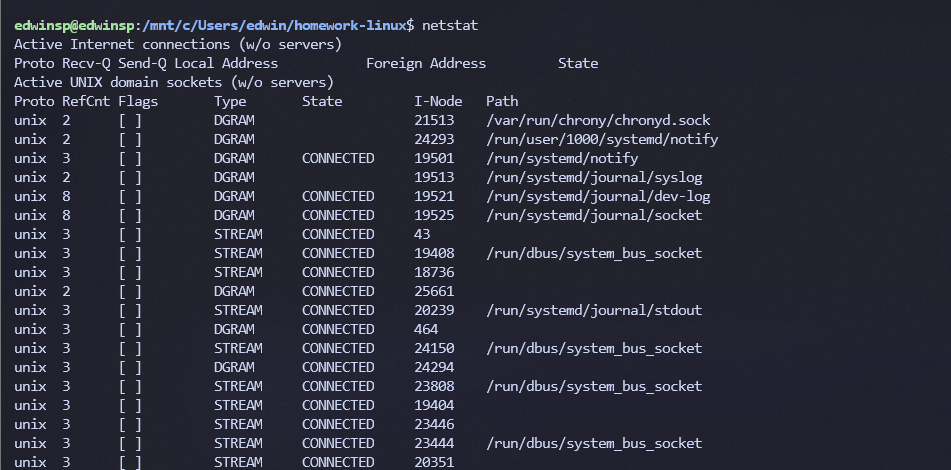 edwinsp@edwinsp:/mnt/c/Users/edwin/homework-linux$ netstat
Active Internet connections (w/o servers)
Proto Recv-Q Send-Q Local Address           Foreign Address         State
Active UNIX domain sockets (w/o servers)
Proto RefCnt Flags       Type       State         I-Node   Path
unix  2      [ ]         DGRAM                    21513    /var/run/chrony/chronyd.sock
unix  2      [ ]         DGRAM                    24293    /run/user/1000/systemd/notify
unix  3      [ ]         DGRAM      CONNECTED     19501    /run/systemd/notify
unix  2      [ ]         DGRAM                    19513    /run/systemd/journal/syslog
unix  8      [ ]         DGRAM      CONNECTED     19521    /run/systemd/journal/dev-log
unix  8      [ ]         DGRAM      CONNECTED     19525    /run/systemd/journal/socket
unix  3      [ ]         STREAM     CONNECTED     43
unix  3      [ ]         STREAM     CONNECTED     19408    /run/dbus/system_bus_socket
unix  3      [ ]         STREAM     CONNECTED     18736
unix  2      [ ]         DGRAM      CONNECTED     25661
unix  3      [ ]         STREAM     CONNECTED     20239    /run/systemd/journal/stdout
unix  3      [ ]         DGRAM      CONNECTED     464
unix  3      [ ]         STREAM     CONNECTED     24150    /run/dbus/system_bus_socket
unix  3      [ ]         DGRAM      CONNECTED     24294
unix  3      [ ]         STREAM     CONNECTED     23808    /run/dbus/system_bus_socket
unix  3      [ ]         STREAM     CONNECTED     19404
unix  3      [ ]         STREAM     CONNECTED     23446
unix  3      [ ]         STREAM     CONNECTED     23444    /run/dbus/system_bus_socket
unix  3      [ ]         STREAM     CONNECTED     20351